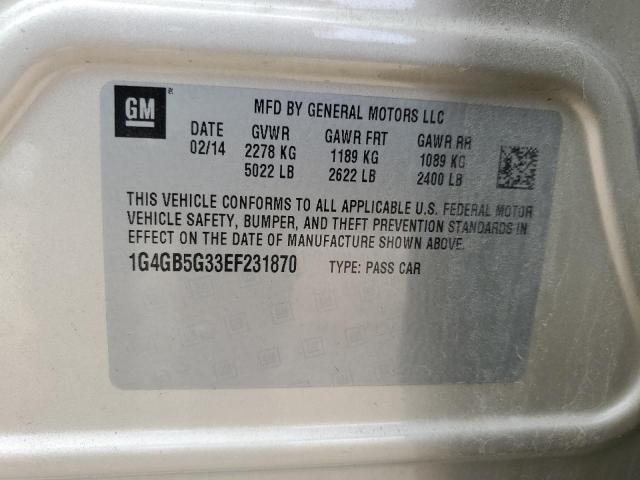 GM
MFD BY GENERAL MOTORS LLC
DATE GVWR GAWR FRT GAWR RR
02/14 2278 KG 1189 KG 1089 KG
5022 LB 2622 LB 2400 LB
THIS VEHICLE CONFORMS TO ALL APPLICABLE U.S. FEDERAL MOTOR
VEHICLE SAFETY, BUMPER, AND THEFT PREVENTION STANDARDS IN
EFFECT ON THE DATE OF MANUFACTURE SHOWN ABOVE.
1G4GB5G33EF231870 TYPE: PASS CAR